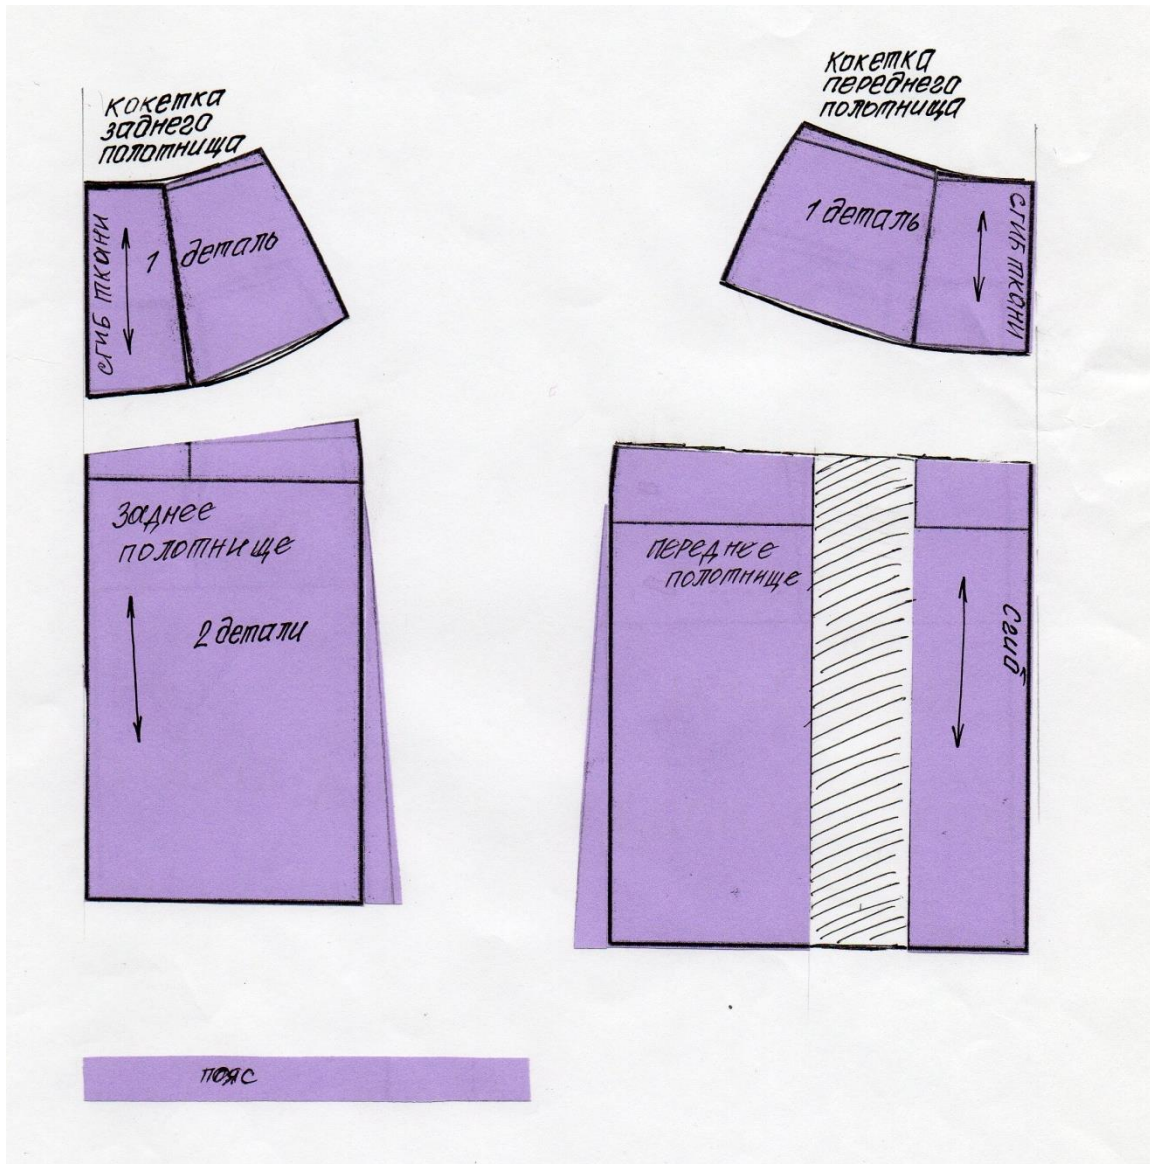 кокетка
заднего
полотнища
сгиб ткани
1 деталь
кокетка
переднего
полотнища
1 деталь
сгиб ткани
заднее
полотнище
2 детали
переднее
полотнище
Сгиб
пояс